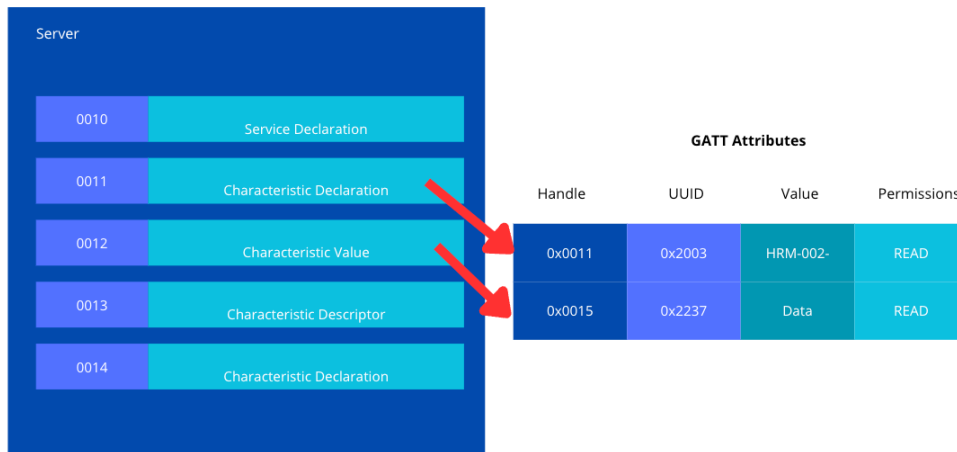 Server
0010 Service Declaration
0011 Characteristic Declaration
0012 Characteristic Value
0013 Characteristic Descriptor
0014 Characteristic Declaration
GATT Attributes
Handle UUID Value Permissions
0x0011 0x2003 HRM-002- READ
0x0015 0x2237 Data READ